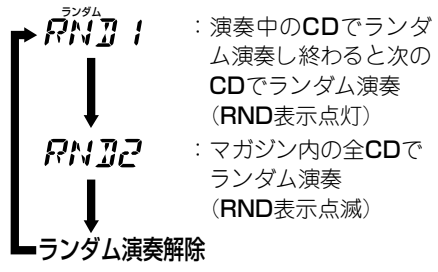 ランダム
RND1
：演奏中のCDでランダ
ム演奏し終わると次の
CDでランダム演奏
（RND表示点灯）
RND2
：マガジン内の全CDで
ランダム演奏
（RND表示点滅）
ランダム演奏解除